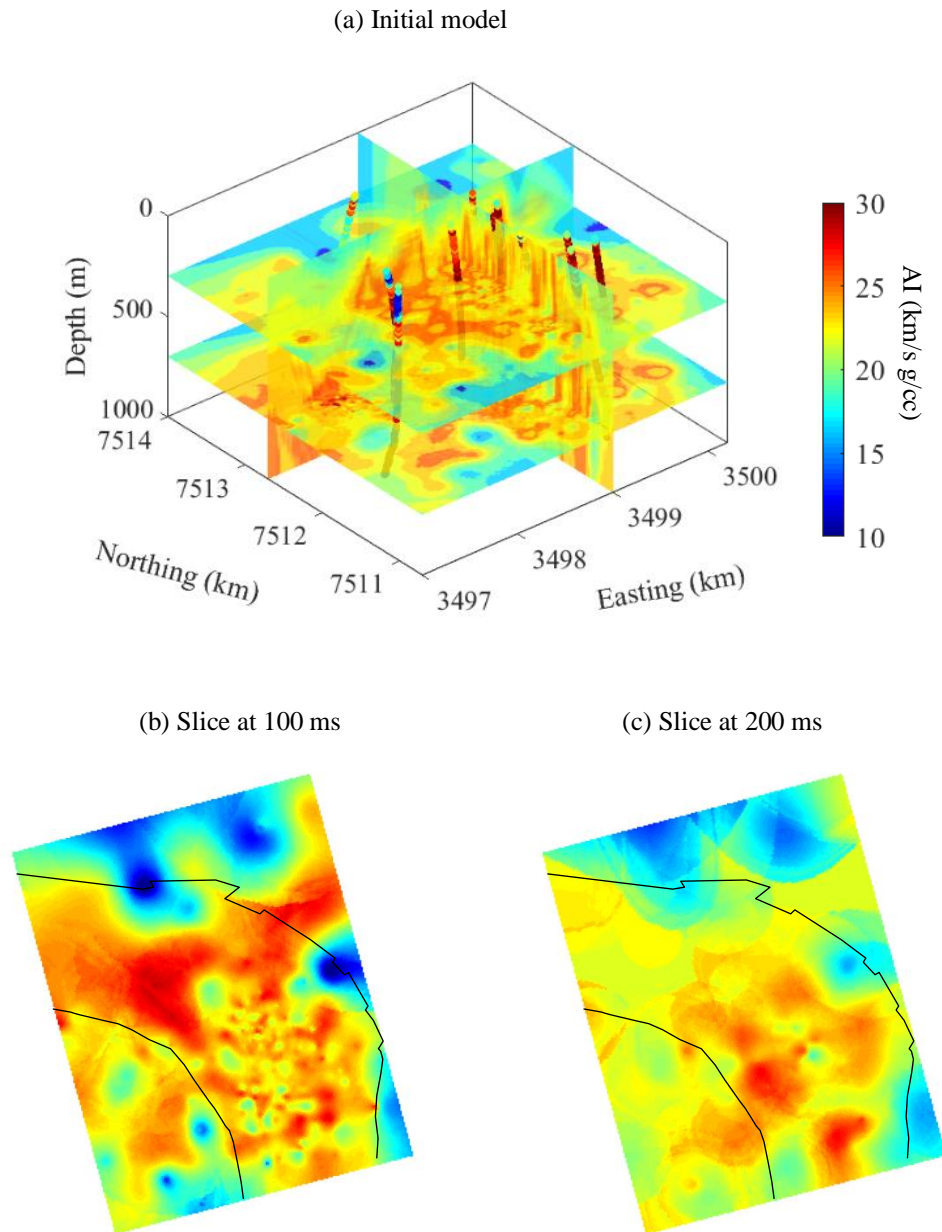 (a) Initial model
0
500
1000
Depth (m)
7514
7513
7512
7511
Northing (km)
3497
3498
3499
3500
Easting (km)
30
25
20
15
10
AI (km/s g/cc)
(b) Slice at 100 ms
(c) Slice at 200 ms